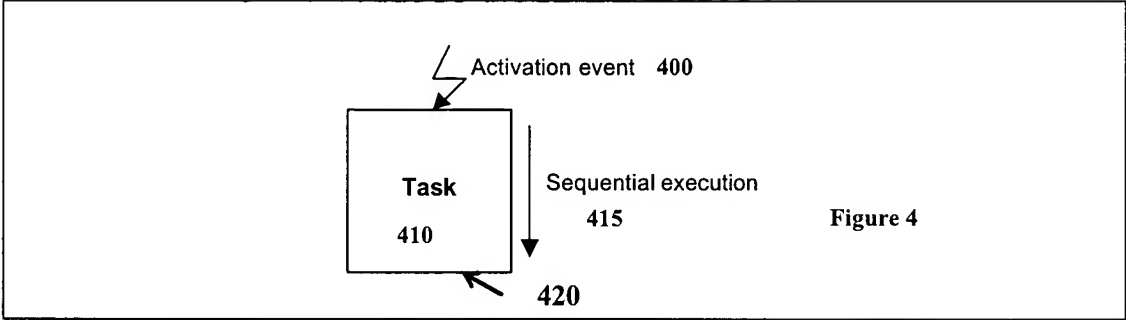 Activation event 400
Task
Sequential execution
410
415
Figure 4
420